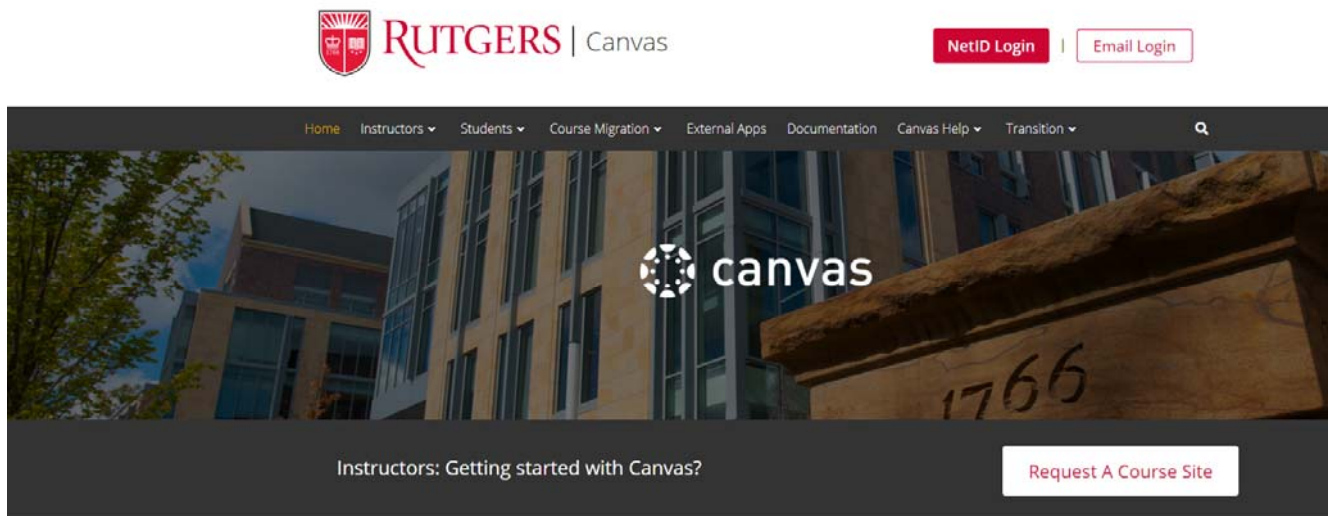 RUTGERS | Canvas
NetID Login | Email Login
Home Instructors Students Course Migration External Apps Documentation Canvas Help Transition
canvas
1766
Instructors: Getting started with Canvas?
Request A Course Site